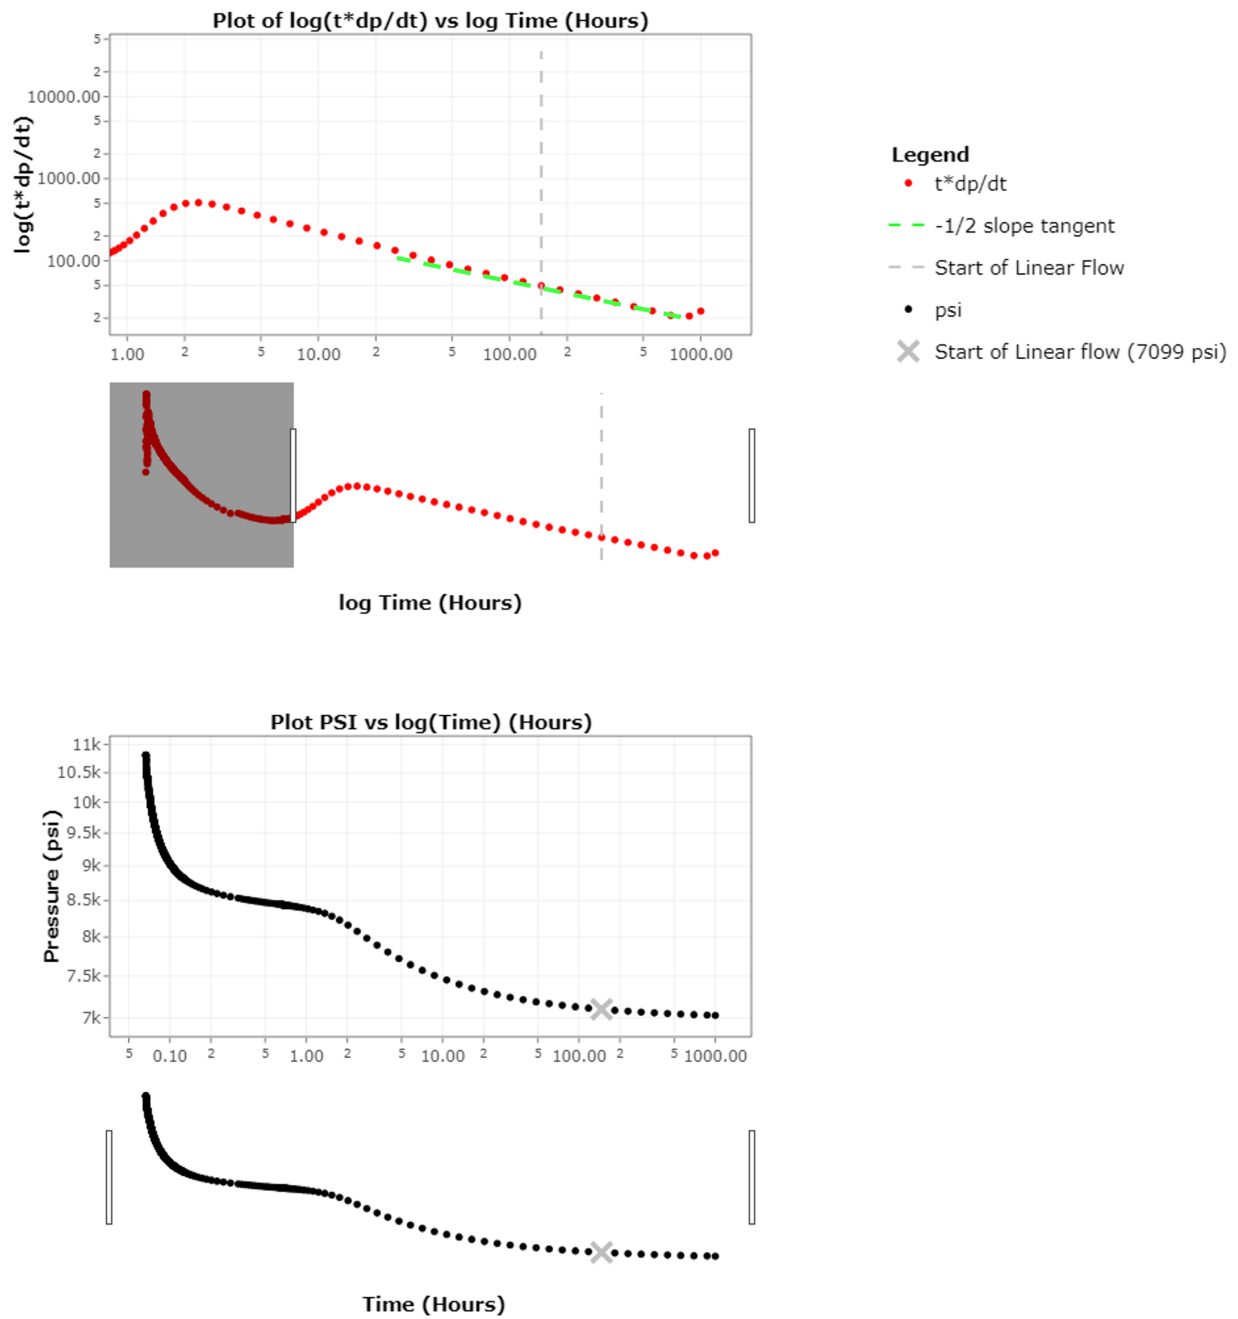 Plot of log(t*dp/dt) vs log Time (Hours)
log(t*dp/dt)
5
2
10000.00
5
2
1000.00
5
2
100.00
5
2
1.00 2 5 10.00 2 5 100.00 2 5 1000.00
log Time (Hours)
Legend
t*dp/dt
-1/2 slope tangent
Start of Linear Flow
psi
Start of Linear flow (7099 psi)
Plot PSI vs log(Time) (Hours)
Pressure (psi)
11k
10.5k
10k
9.5k
9k
8.5k
8k
7.5k
7k
5 0.10 2 5 1.00 2 5 10.00 2 5 100.00 2 5 1000.00
Time (Hours)